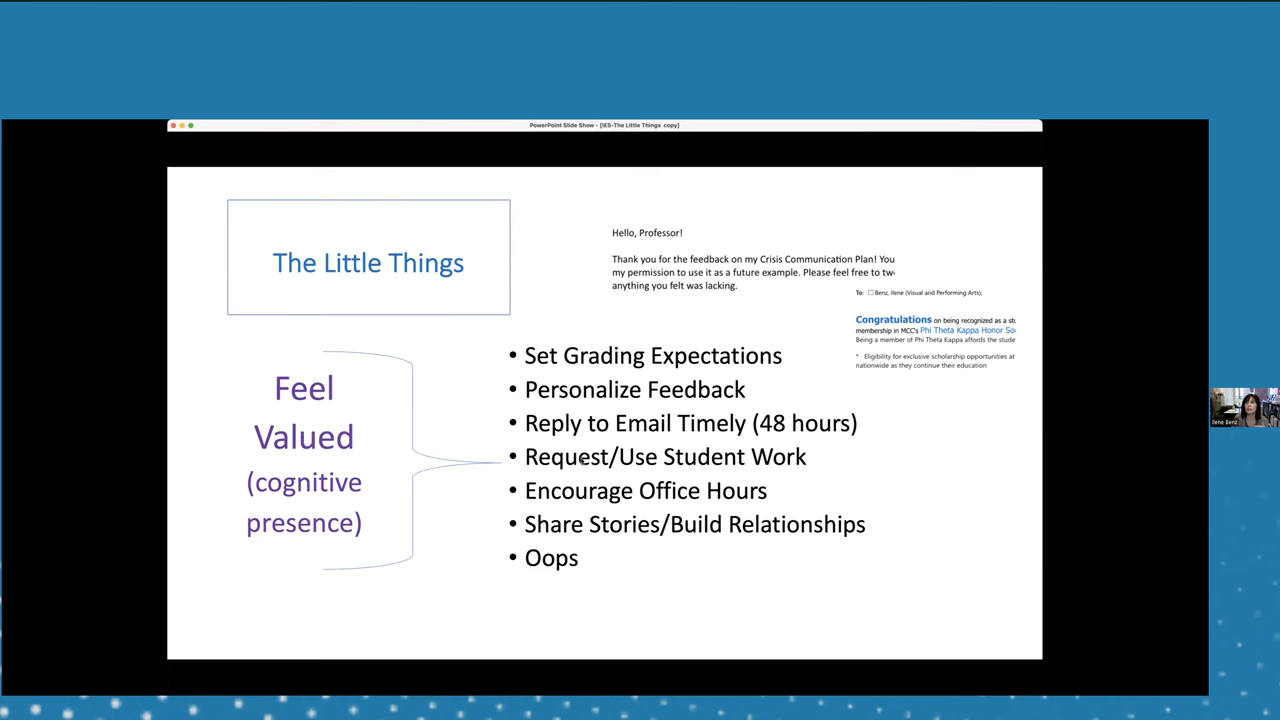 PowerPoint Slide Show - [IES-The Little Things copy]
The Little Things
Hello, Professor!
Thank you for the feedback on my Crisis Communication Plan! You
my permission to use it as a future example. Please feel free to
anything you felt was lacking.
To: Benz, Ilene (Visual and Performing Arts);
Congratulations on being recognized as a
membership in MCC's Phi Theta Kappa Honor
Being a member of Phi Theta Kappa affords the
* Eligibility for exclusive scholarship opportunities at
nationwide as they continue their education
Feel
Valued
(cognitive
presence)
• Set Grading Expectations
• Personalize Feedback
• Reply to Email Timely (48 hours)
• Request/Use Student Work
• Encourage Office Hours
• Share Stories/Build Relationships
• Oops
Ilene Benz